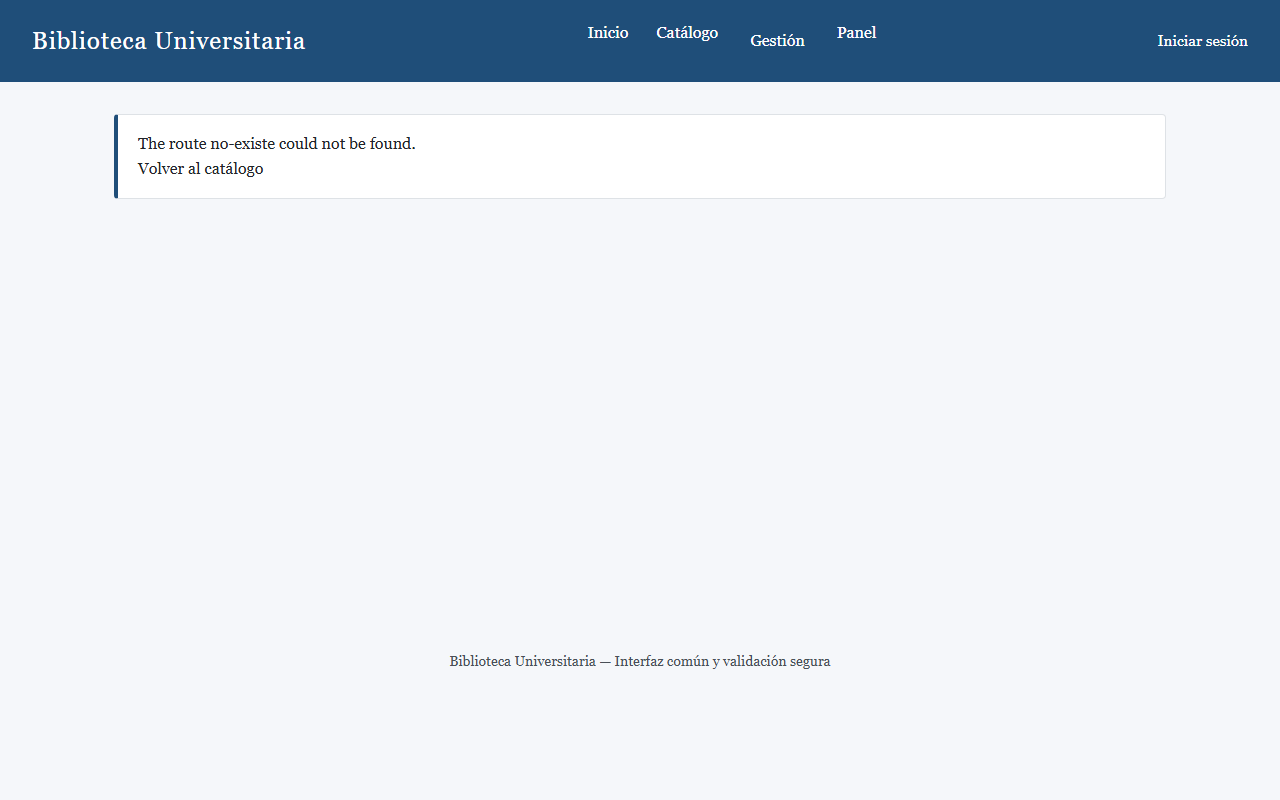 Biblioteca Universitaria
Inicio Catálogo Gestión Panel
Iniciar sesión
The route no-existe could not be found.
Volver al catálogo
Biblioteca Universitaria — Interfaz común y validación segura